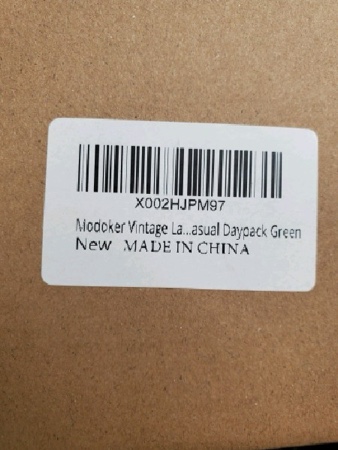 X002HJPM97
Modoker Vintage La...asual Daypack Green
New MADE IN CHINA